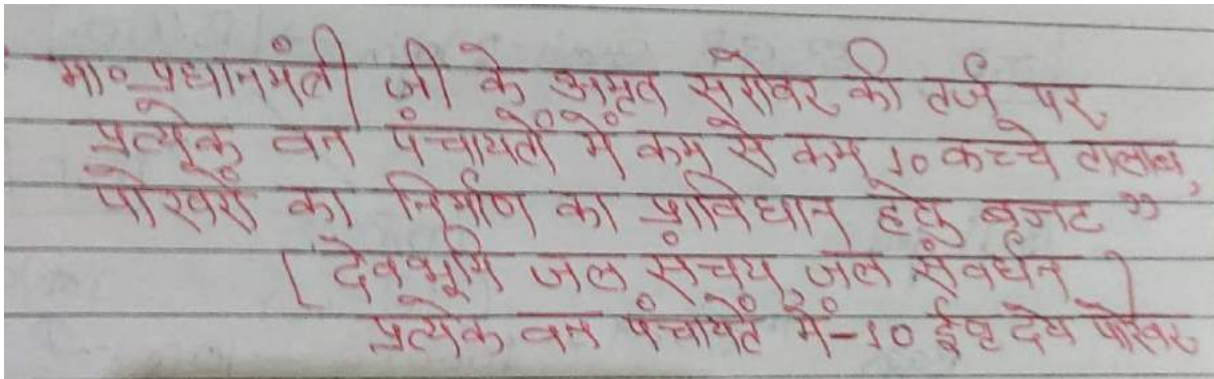 मा० प्रधानमंत्री जी के अमृत सरोवर की तर्ज पर
प्रत्येक वन पंचायतों में कम से कम 10 कच्चे तालाब,
पोखरों का निर्माण का प्राविधान हेतु बजट ”
[ देवभूमि जल संचय, जल संवर्धन ]
प्रत्येक वन पंचायतें में-10 ईष्ट देव पोखर